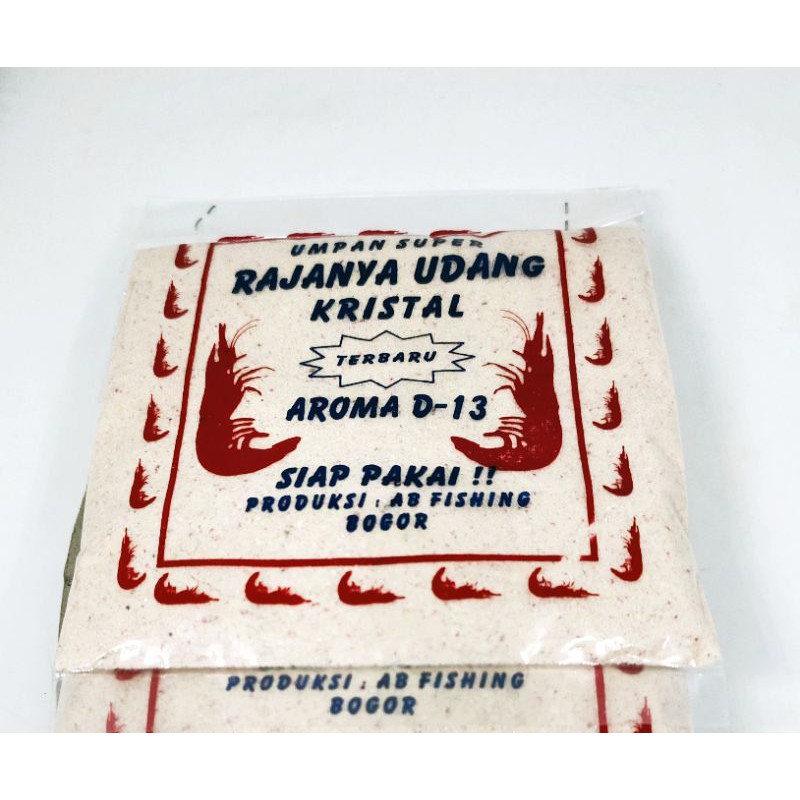 UMPAN SUPER
RAJANYA UDANG
KRISTAL
TERBARU
AROMA D-13
SIAP PAKAI !!
PRODUKSI : AB FISHING
BOGOR
PRODUKSI : AB FISHING
BOGOR